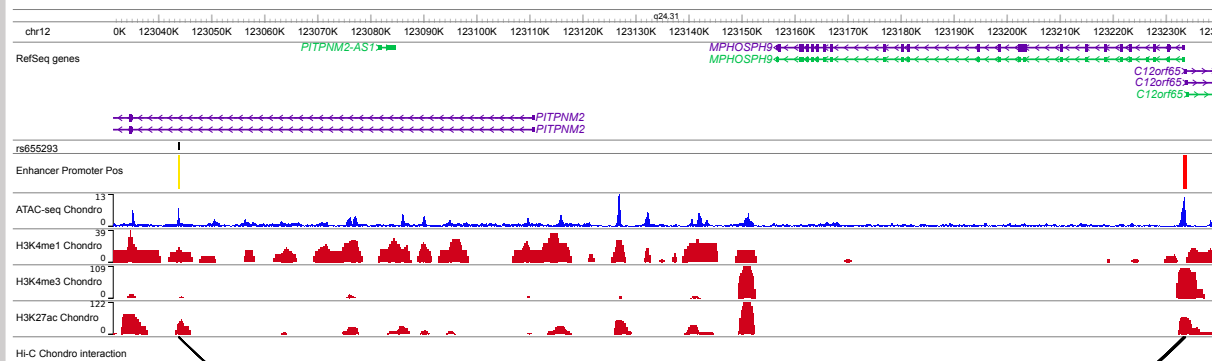 q24.31
chr12 0K 123040K 123050K 123060K 123070K 123080K 123090K 123100K 123110K 123120K 123130K 123140K 123150K 123160K 123170K 123180K 123190K 123200K 123210K 123220K 123230K 123
PITPNM2-AS1 MPHOSPH9
RefSeq genes
MPHOSPH9
C12orf65
C12orf65
C12orf65
PITPNM2
PITPNM2
rs655293
Enhancer Promoter Pos
ATAC-seq Chondro 13 0
H3K4me1 Chondro 39 0
H3K4me3 Chondro 109 0
H3K27ac Chondro 122 0
Hi-C Chondro interaction